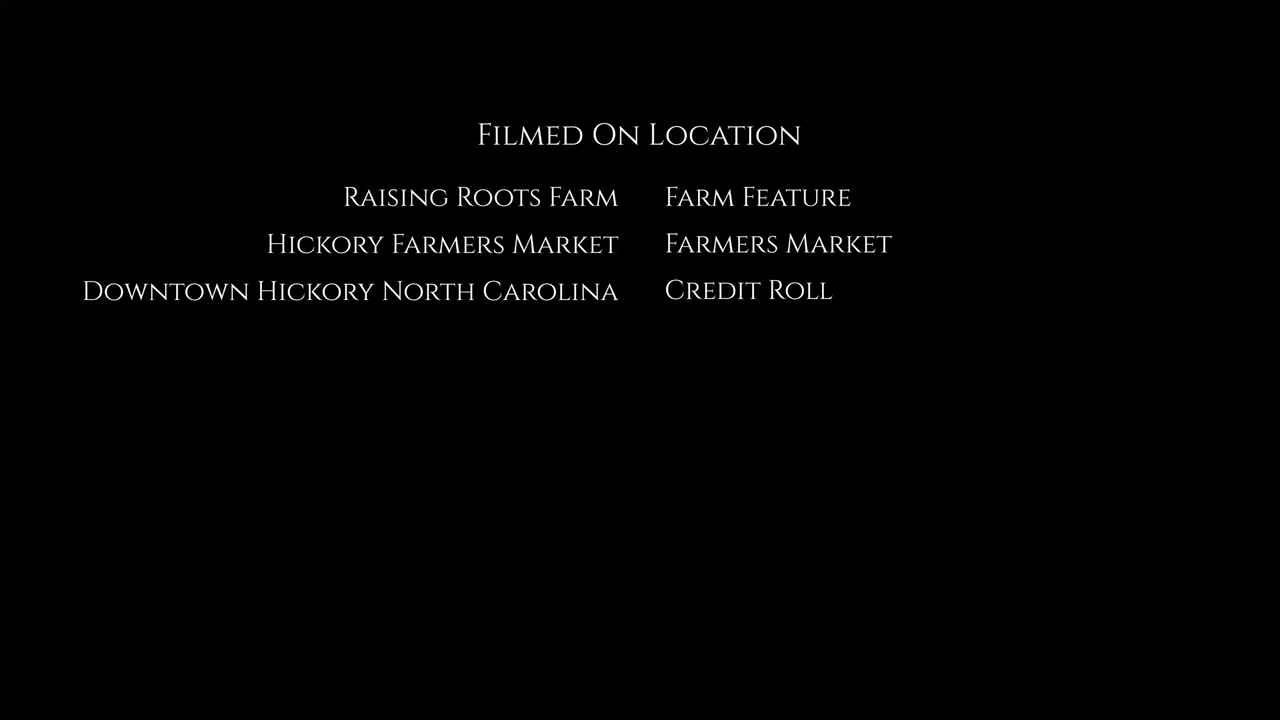 Filmed On Location
Raising Roots Farm Farm Feature
Hickory Farmers Market Farmers Market
Downtown Hickory North Carolina Credit Roll